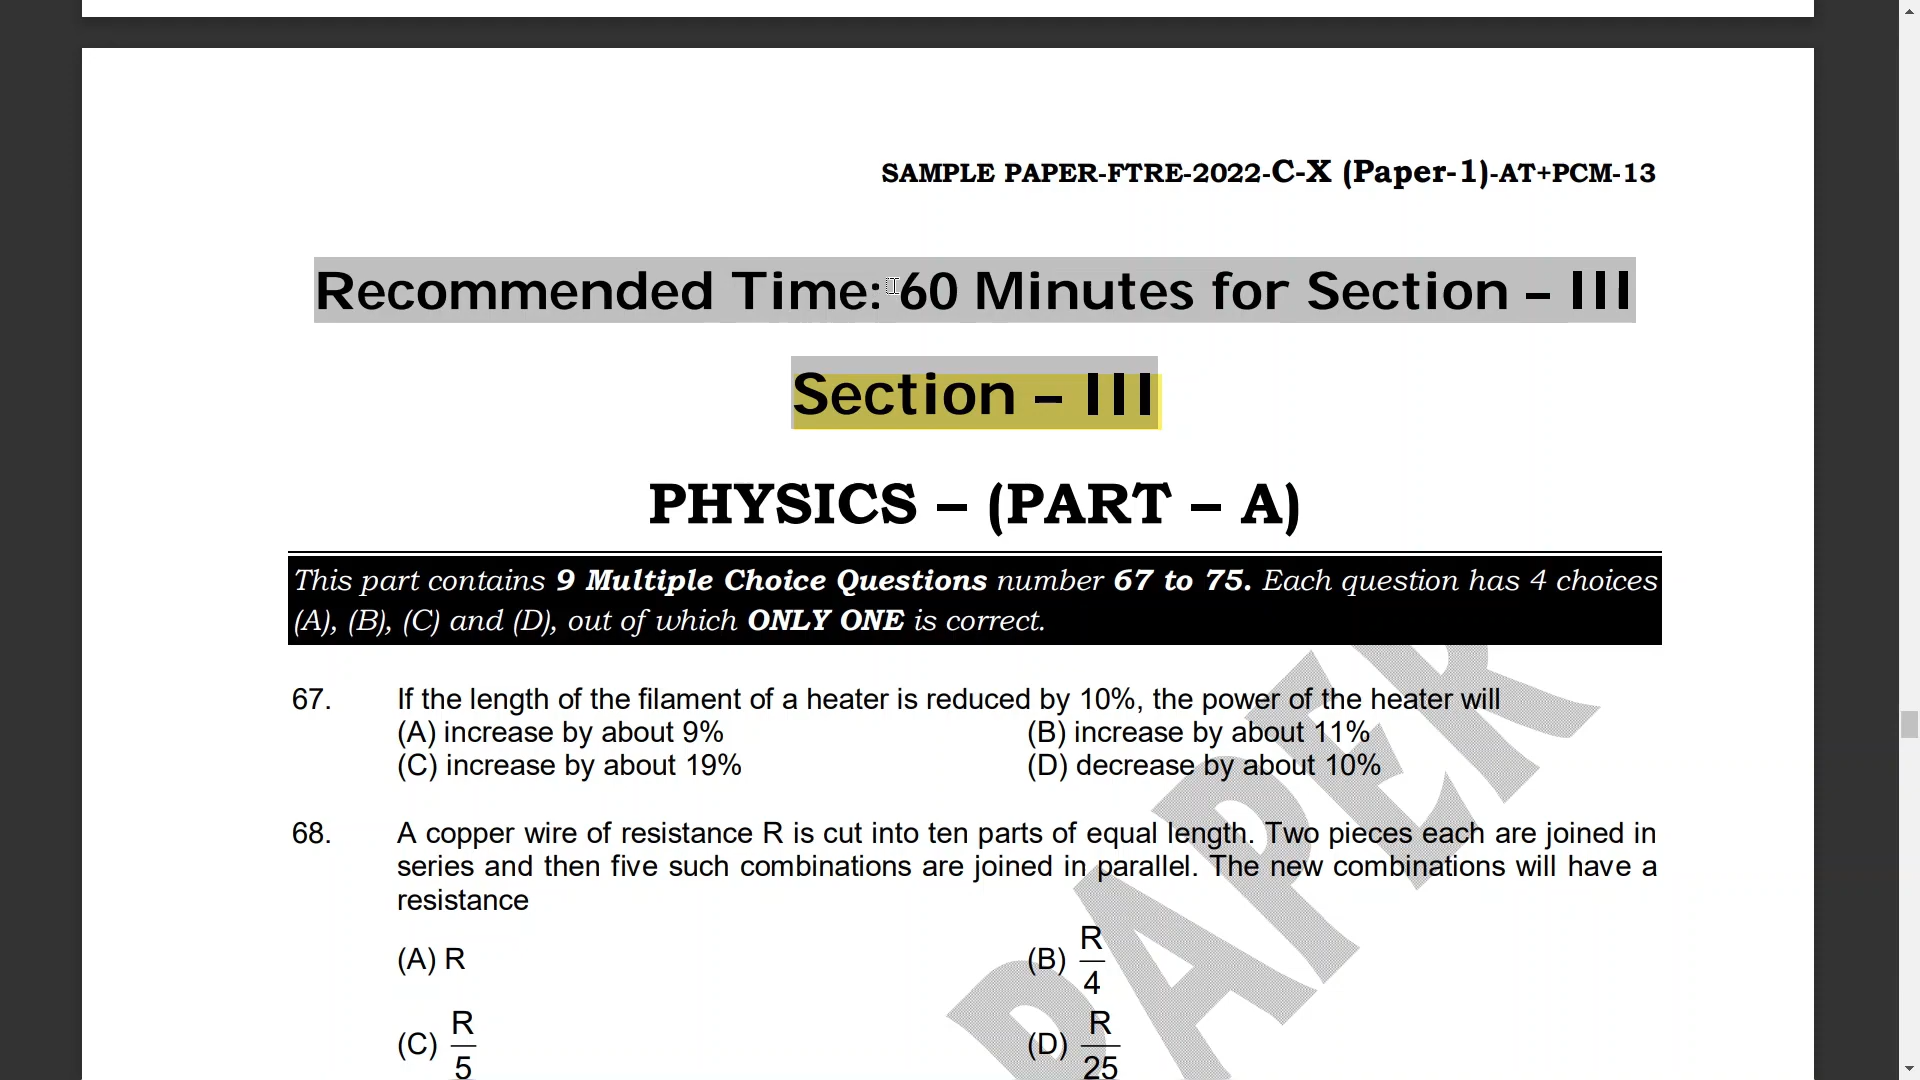 SAMPLE PAPER-FTRE-2022-C-X (Paper-1)-AT+PCM-13
Recommended Time: 60 Minutes for Section – III
Section – III
PHYSICS – (PART – A)
This part contains 9 Multiple Choice Questions number 67 to 75. Each question has 4 choices
(A), (B), (C) and (D), out of which ONLY ONE is correct.
67. If the length of the filament of a heater is reduced by 10%, the power of the heater will
(A) increase by about 9% (B) increase by about 11%
(C) increase by about 19% (D) decrease by about 10%
68. A copper wire of resistance R is cut into ten parts of equal length. Two pieces each are joined in
series and then five such combinations are joined in parallel. The new combinations will have a
resistance
(A) R (B) R/4
(C) R/5 (D) R/25
PAPER